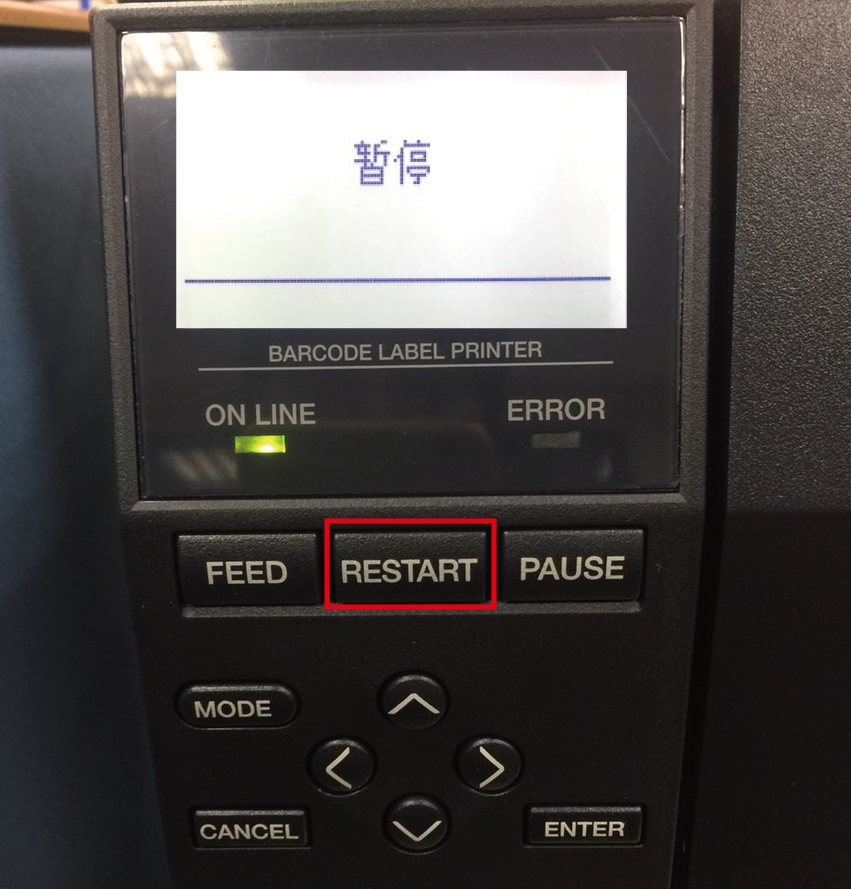 暂停
BARCODE LABEL PRINTER
ON LINE ERROR
FEED RESTART PAUSE
MODE
CANCEL ENTER